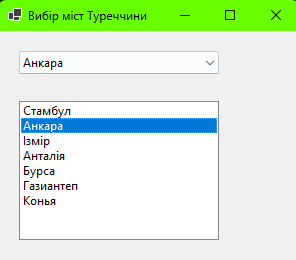 Вибір міст Туреччини
Анкара
Стамбул
Анкара
Ізмір
Анталія
Бурса
Газиантеп
Конья